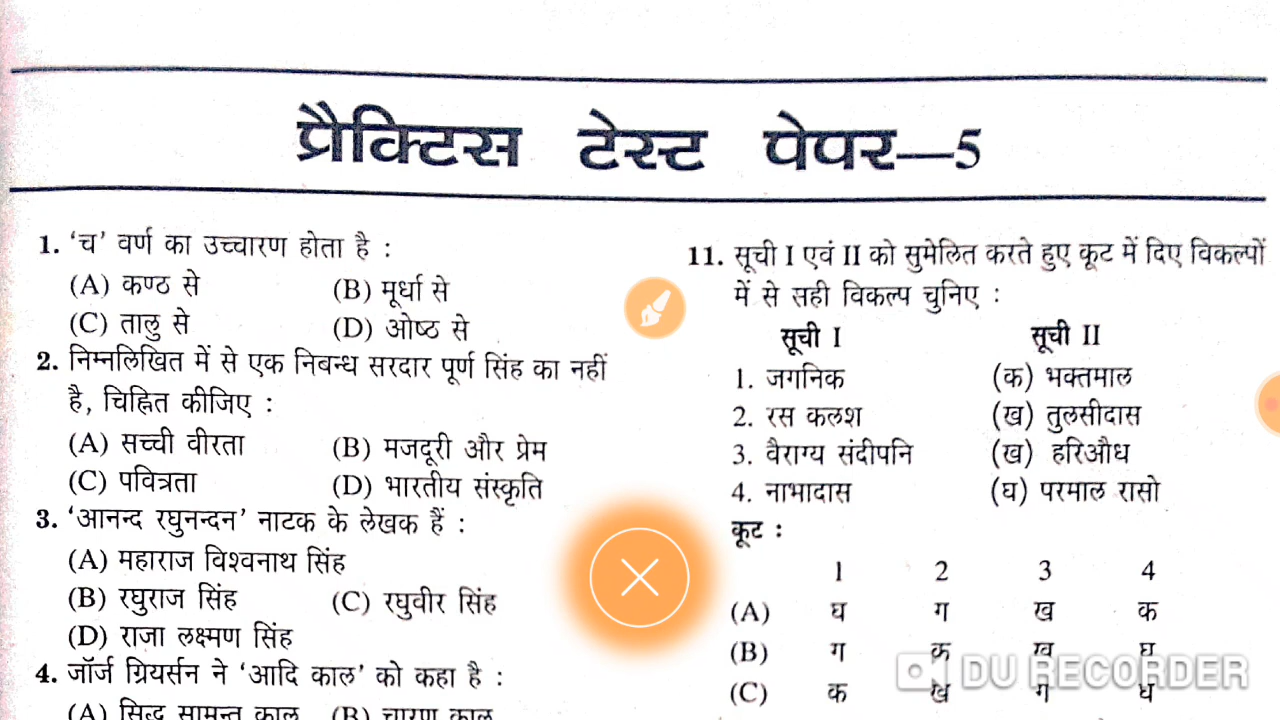 प्रैक्टिस टेस्ट पेपर—5
1. ‘च’ वर्ण का उच्चारण होता है :
(A) कण्ठ से (B) मूर्धा से
(C) तालु से (D) ओष्ठ से
2. निम्नलिखित में से एक निबन्ध सरदार पूर्ण सिंह का नहीं
है, चिह्नित कीजिए :
(A) सच्ची वीरता (B) मजदूरी और प्रेम
(C) पवित्रता (D) भारतीय संस्कृति
3. ‘आनन्द रघुनन्दन’ नाटक के लेखक हैं :
(A) महाराज विश्वनाथ सिंह
(B) रघुराज सिंह (C) रघुवीर सिंह
(D) राजा लक्ष्मण सिंह
4. जॉर्ज ग्रियर्सन ने ‘आदि काल’ को कहा है :
(A) सिद्ध सामन्त काल (B) चारण काल
11. सूची I एवं II को सुमेलित करते हुए कूट में दिए विकल्पों
में से सही विकल्प चुनिए :
सूची I सूची II
1. जगनिक (क) भक्तमाल
2. रस कलश (ख) तुलसीदास
3. वैराग्य संदीपनि (ख) हरिऔध
4. नाभादास (घ) परमाल रासो
कूट :
1 2 3 4
(A) घ ग ख क
(B) ग क ख घ
(C) क ख ग घ
DU RECORDER